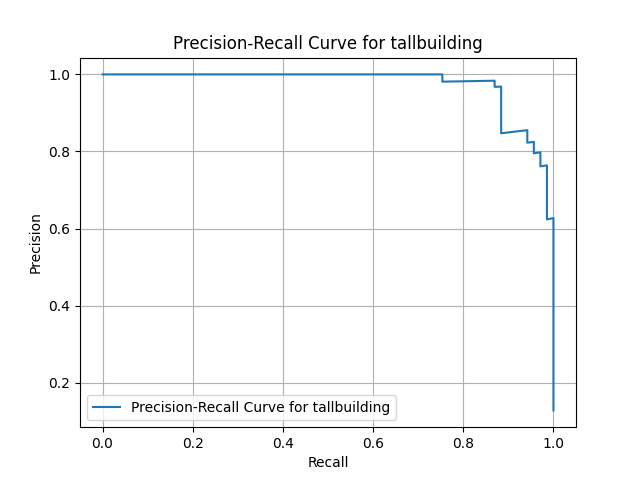 Precision-Recall Curve for tallbuilding
1.0
0.8
0.6
0.4
0.2
Precision
Precision-Recall Curve for tallbuilding
0.0 0.2 0.4 0.6 0.8 1.0
Recall